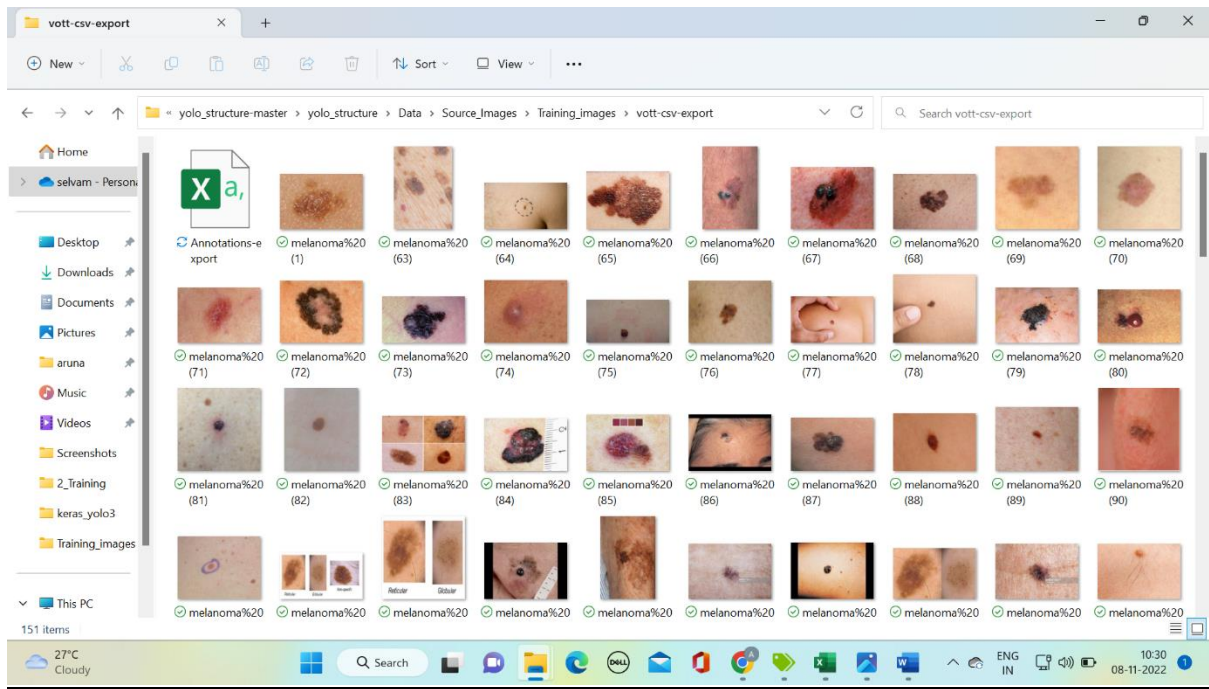 vott-csv-export
New
Sort
View
« yolo_structure-master > yolo_structure > Data > Source_Images > Training_images > vott-csv-export
Search vott-csv-export
Home
selvam - Persona
Desktop
Downloads
Documents
Pictures
aruna
Music
Videos
Screenshots
2_Training
keras_yolo3
Training_images
This PC
X a,
Annotations-e
xport
melanoma%20
(1)
melanoma%20
(63)
melanoma%20
(64)
melanoma%20
(65)
melanoma%20
(66)
melanoma%20
(67)
melanoma%20
(68)
melanoma%20
(69)
melanoma%20
(70)
melanoma%20
(71)
melanoma%20
(72)
melanoma%20
(73)
melanoma%20
(74)
melanoma%20
(75)
melanoma%20
(76)
melanoma%20
(77)
melanoma%20
(78)
melanoma%20
(79)
melanoma%20
(80)
melanoma%20
(81)
melanoma%20
(82)
melanoma%20
(83)
melanoma%20
(84)
melanoma%20
(85)
melanoma%20
(86)
melanoma%20
(87)
melanoma%20
(88)
melanoma%20
(89)
melanoma%20
(90)
Reticular
Globular
melanoma%20
melanoma%20
melanoma%20
melanoma%20
melanoma%20
melanoma%20
melanoma%20
melanoma%20
melanoma%20
melanoma%20
151 items
27°C
Cloudy
Search
DELL
ENG
IN
10:30
08-11-2022
1